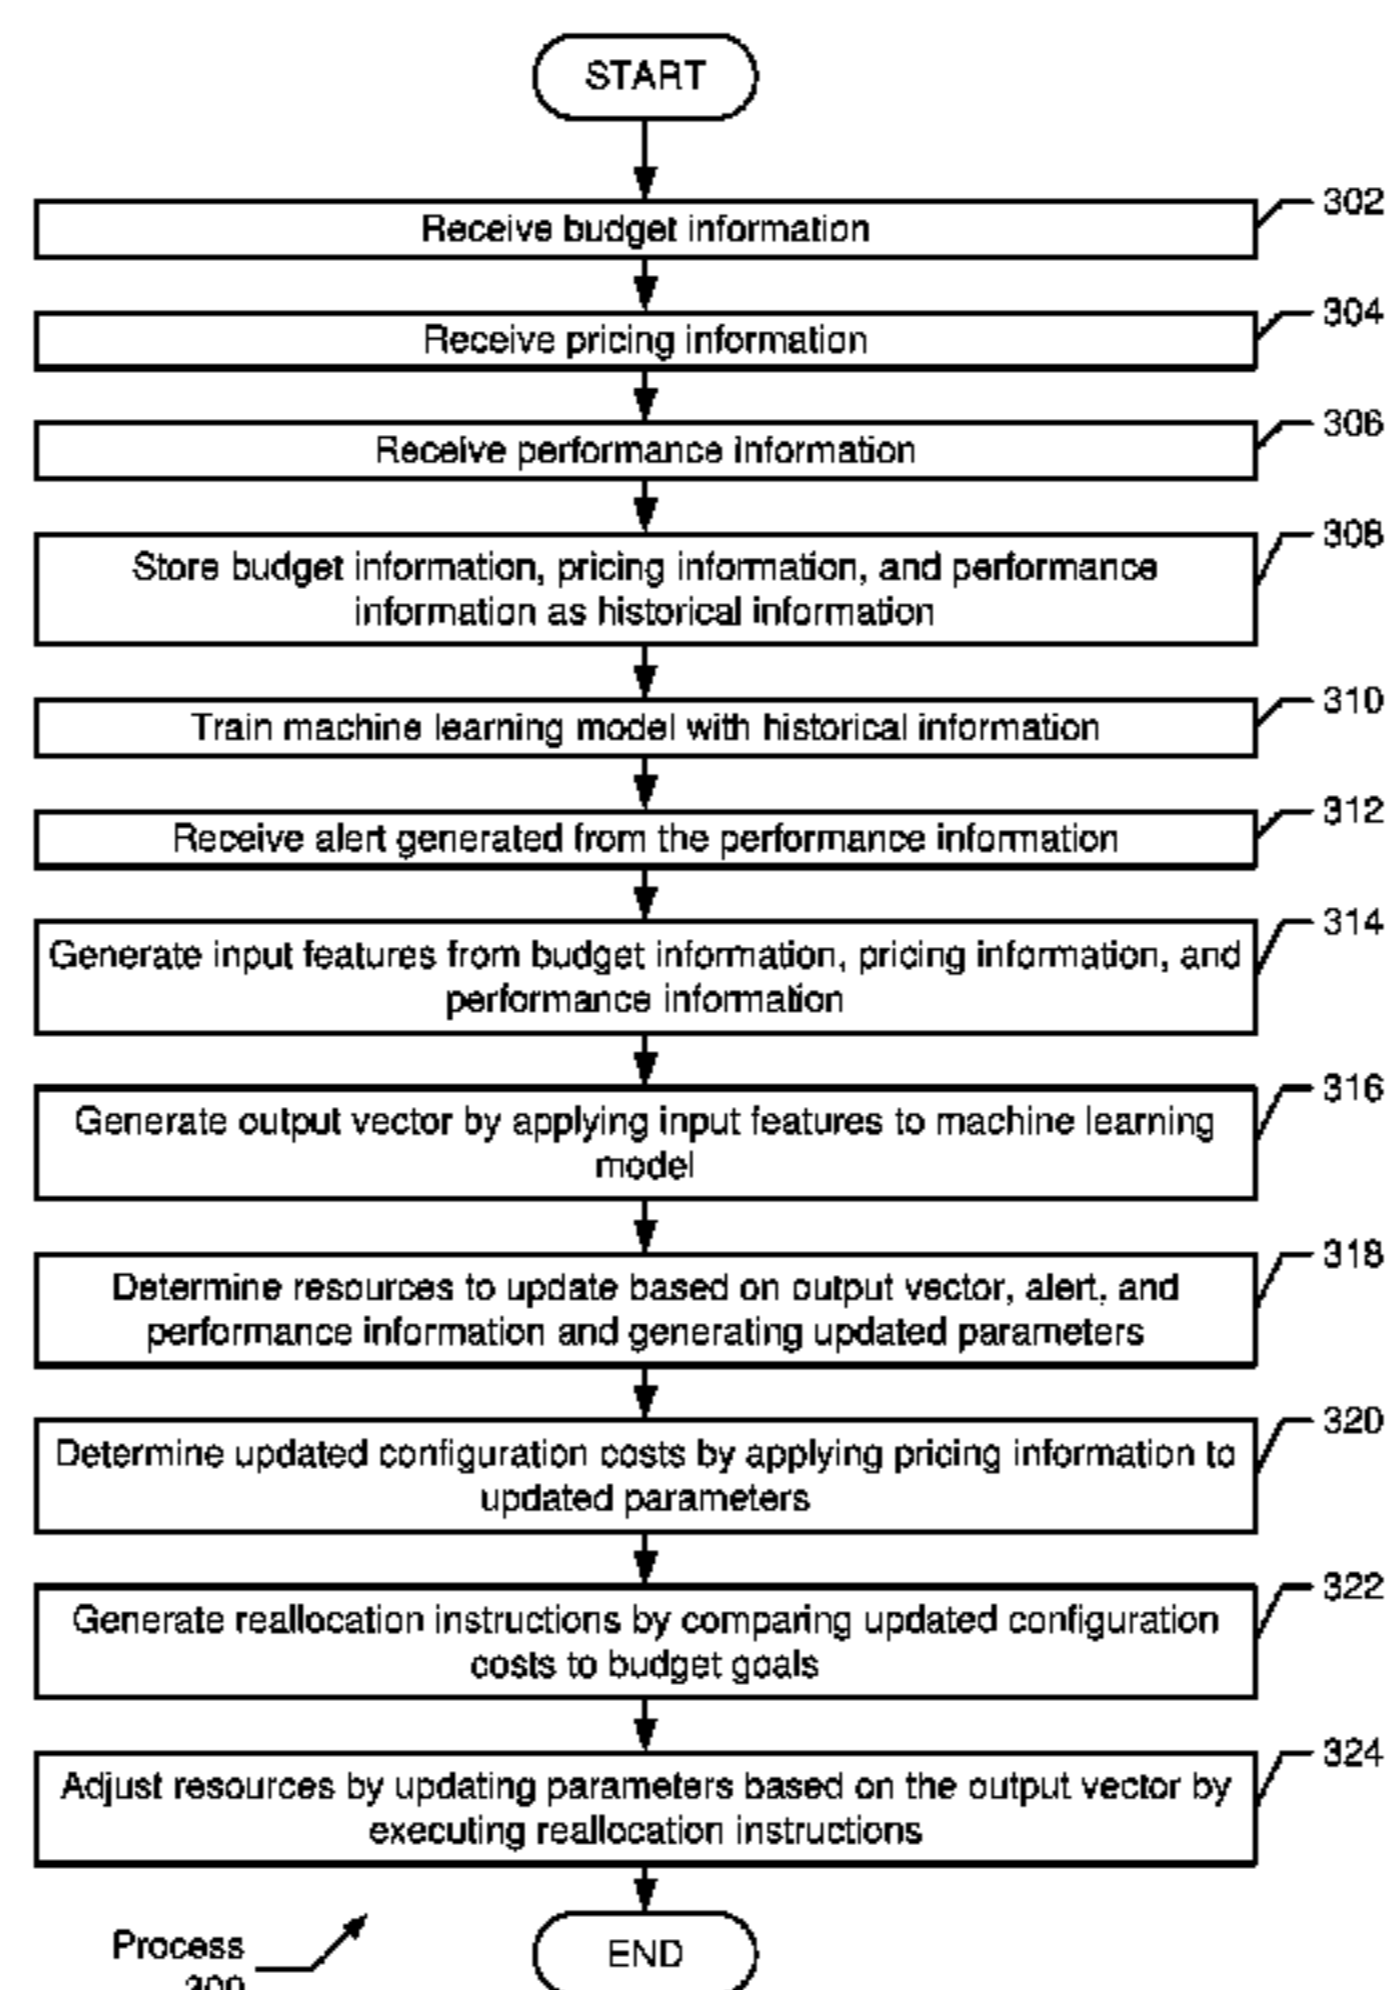 START
302
Receive budget information
304
Receive pricing information
306
Receive performance information
308
Store budget information, pricing information, and performance
information as historical information
310
Train machine learning model with historical information
312
Receive alert generated from the performance information
314
Generate input features from budget information, pricing information, and
performance information
316
Generate output vector by applying input features to machine learning
model
318
Determine resources to update based on output vector, alert, and
performance information and generating updated parameters
320
Determine updated configuration costs by applying pricing information to
updated parameters
322
Generate reallocation instructions by comparing updated configuration
costs to budget goals
324
Adjust resources by updating parameters based on the output vector by
executing reallocation instructions
END
Process